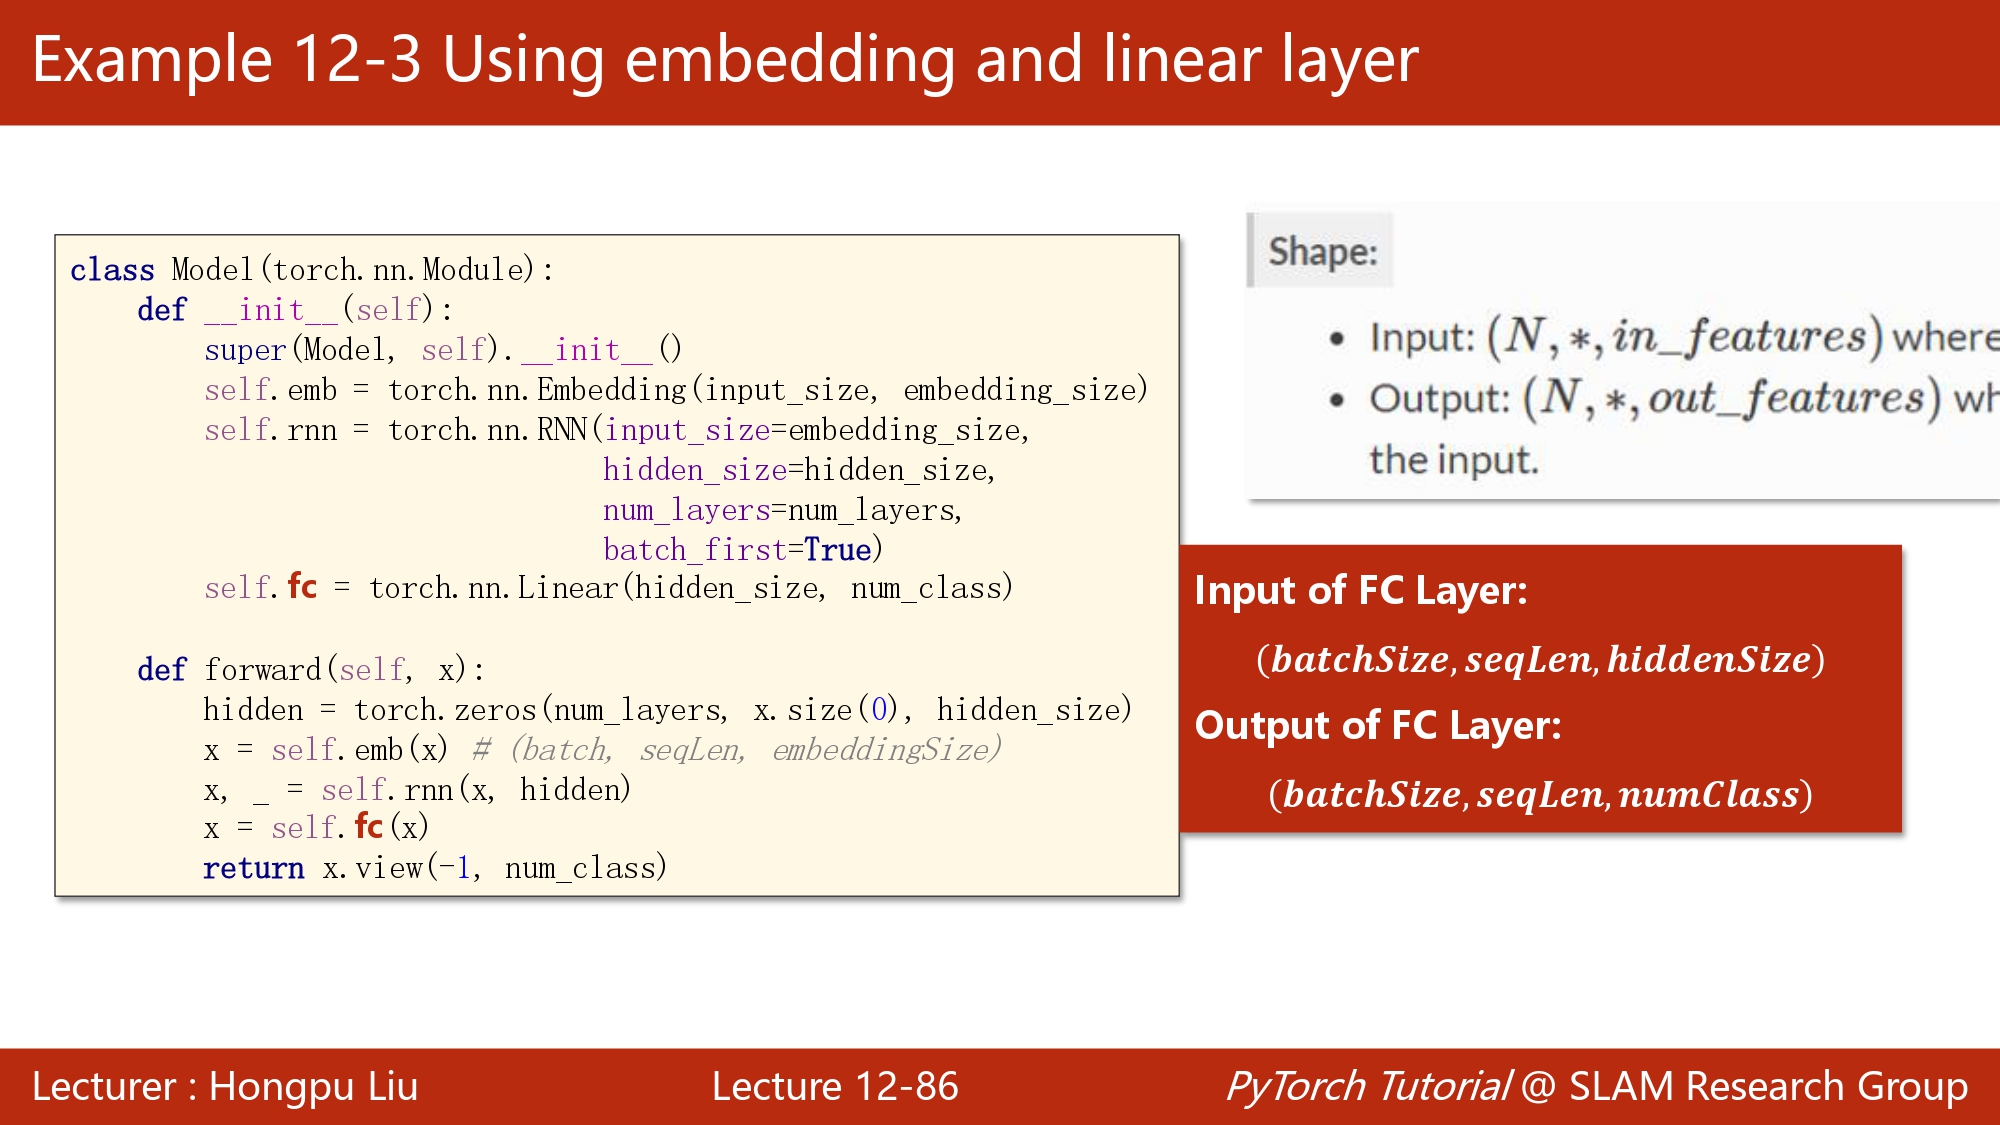 Example 12-3 Using embedding and linear layer
class Model(torch.nn.Module):
    def __init__(self):
        super(Model, self).__init__()
        self.emb = torch.nn.Embedding(input_size, embedding_size)
        self.rnn = torch.nn.RNN(input_size=embedding_size,
                                hidden_size=hidden_size,
                                num_layers=num_layers,
                                batch_first=True)
        self.fc = torch.nn.Linear(hidden_size, num_class)
    def forward(self, x):
        hidden = torch.zeros(num_layers, x.size(0), hidden_size)
        x = self.emb(x) # (batch, seqLen, embeddingSize)
        x, _ = self.rnn(x, hidden)
        x = self.fc(x)
        return x.view(-1, num_class)
Shape:
• Input: (N, *, in_features) where
• Output: (N, *, out_features) wh
the input.
Input of FC Layer:
(batchSize, seqLen, hiddenSize)
Output of FC Layer:
(batchSize, seqLen, numClass)
Lecturer : Hongpu Liu
Lecture 12-86
PyTorch Tutorial @ SLAM Research Group